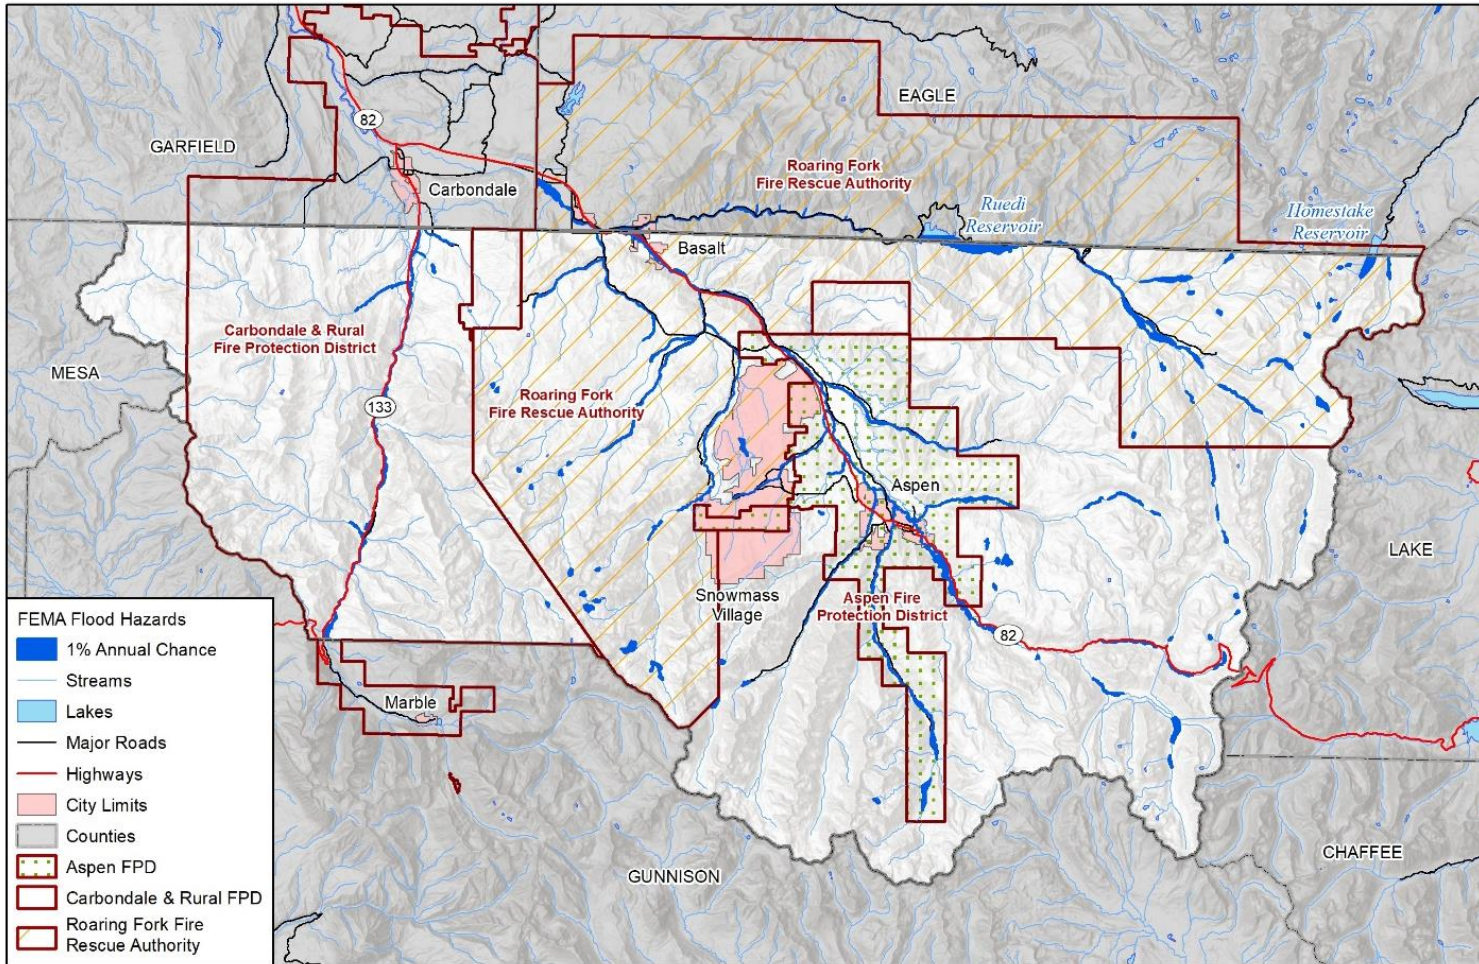 EAGLE
82
GARFIELD
Roaring Fork
Fire Rescue Authority
Carbondale
Ruedi
Reservoir
Homestake
Reservoir
Basalt
Carbondale & Rural
Fire Protection District
MESA
Roaring Fork
Fire Rescue Authority
133
Aspen
LAKE
Snowmass
Village
Aspen Fire
Protection District
82
Marble
GUNNISON
CHAFFEE
FEMA Flood Hazards
1% Annual Chance
Streams
Lakes
Major Roads
Highways
City Limits
Counties
Aspen FPD
Carbondale & Rural FPD
Roaring Fork Fire
Rescue Authority